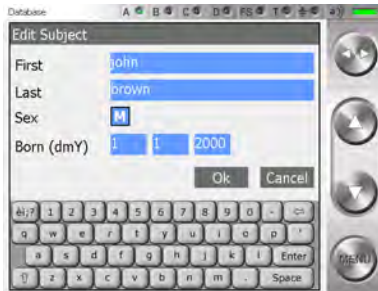 Database A B C D FS T
Edit Subject
First john
Last brown
Sex M
Born (dmY) 1 1 2000
Ok Cancel
éü? 1 2 3 4 5 6 7 8 9 0 -
q w e r t y u i o p '
a s d f g h j k l Enter
z x c v b n m . Space
MENU